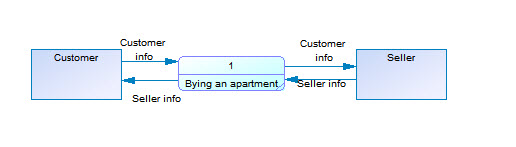 Customer
Customer
info
Seller info
1
Bying an apartment
Customer
info
Seller info
Seller